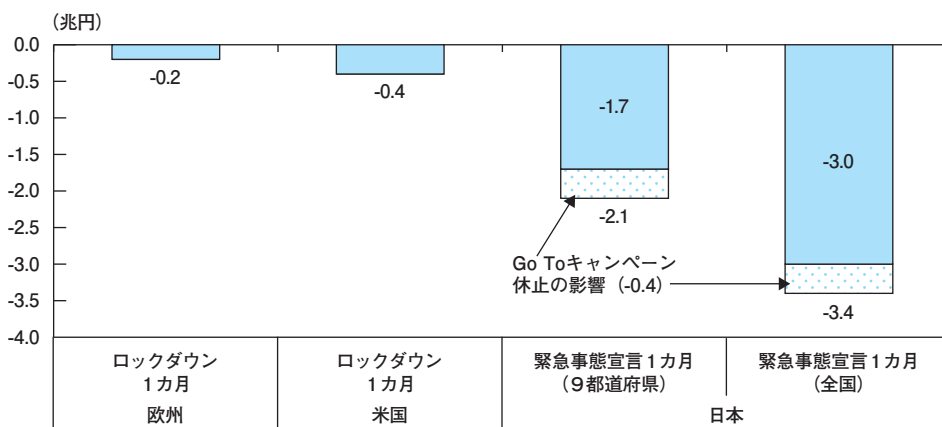 (兆円)
0.0
-0.5
-1.0
-1.5
-2.0
-2.5
-3.0
-3.5
-4.0
-0.2
-0.4
-1.7
-2.1
-3.0
-3.4
Go Toキャンペーン
休止の影響（-0.4）
ロックダウン
1カ月
ロックダウン
1カ月
緊急事態宣言1カ月
(9都道府県)
緊急事態宣言1カ月
(全国)
欧州
米国
日本